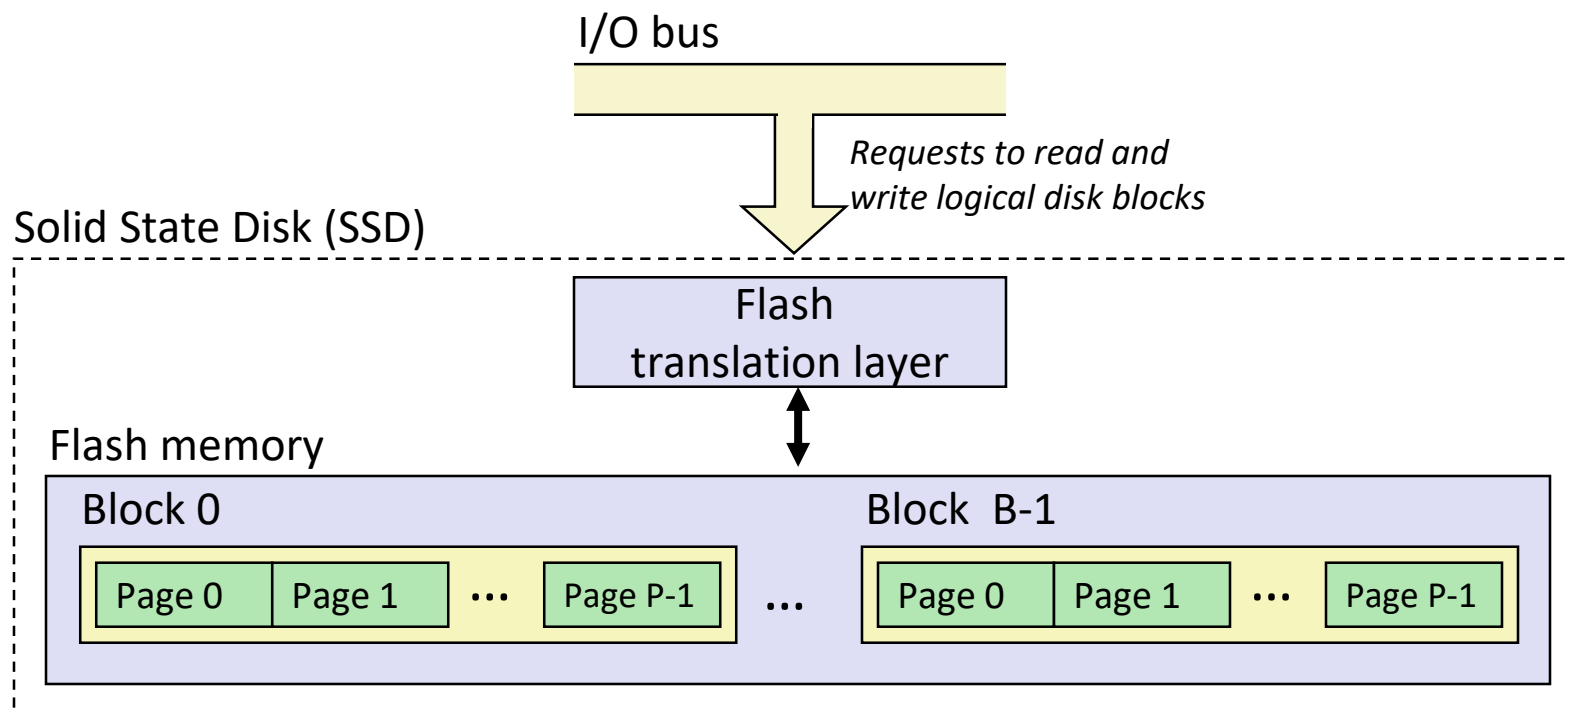 I/O bus
Requests to read and
write logical disk blocks
Solid State Disk (SSD)
Flash
translation layer
Flash memory
Block 0
Block B-1
Page 0 Page 1 ... Page P-1 ... Page 0 Page 1 ... Page P-1